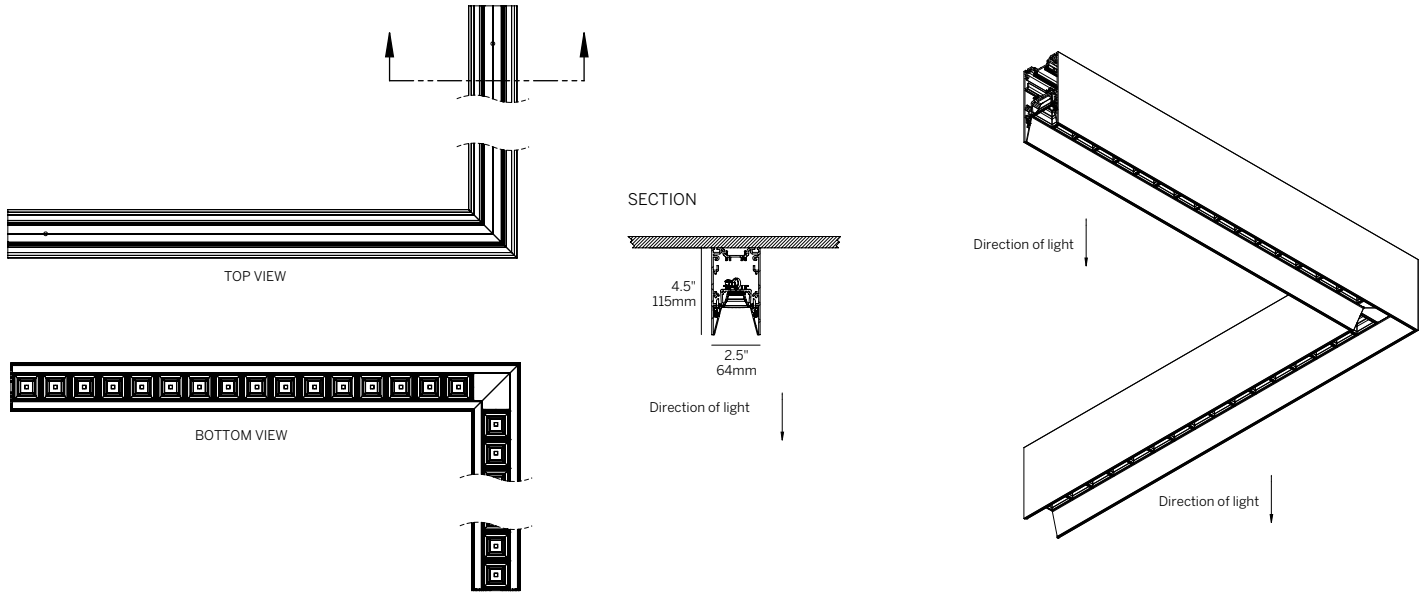 TOP VIEW
BOTTOM VIEW
SECTION
4.5"
115mm
2.5"
64mm
Direction of light
Direction of light
Direction of light